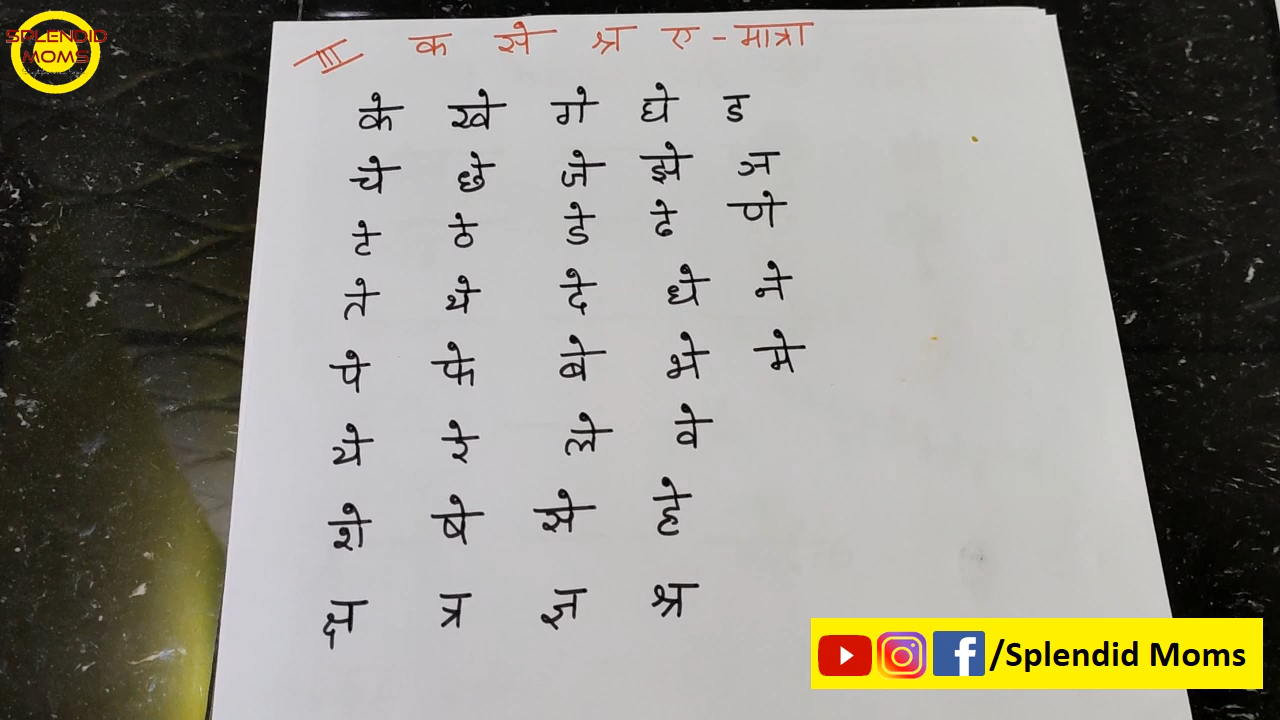 SPLENDID
MOMS
III क से श्र ए - मात्रा
के खे गे घे ड
चे छे जे झे ञ
टे ठे डे ढे णे
ते थे दे धे ने
पे फे बे भे मे
ये रे ले वे
शे षे से हे
क्ष त्र ज्ञ श्र
/Splendid Moms